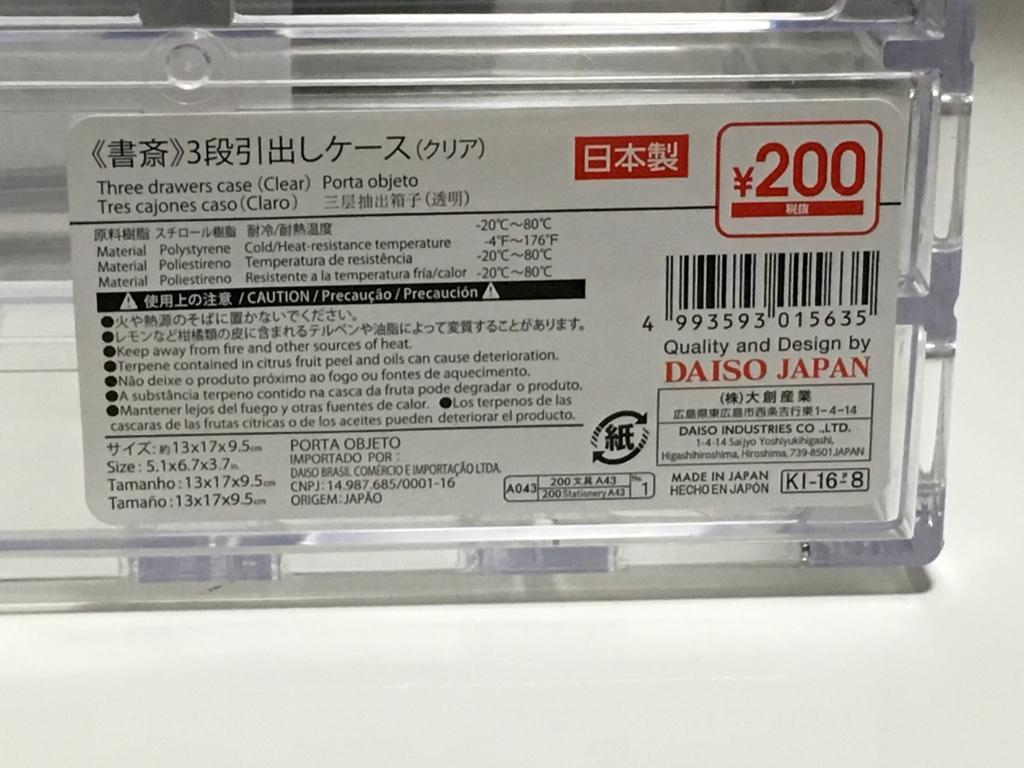 《書斎》3段引出しケース(クリア)
Three drawers case (Clear) Porta objeto
Tres cajones caso (Claro) 三层抽出箱子(透明)
日本製
¥200
税抜
原料樹脂 スチロール樹脂 耐冷/耐熱温度 -20℃～80℃
Material Polystyrene Cold/Heat-resistance temperature -4°F～176°F
Material Poliestireno Temperatura de resistência -20℃～80℃
Material Poliestireno Resistente a la temperatura fría/calor -20℃～80℃
使用上の注意 / CAUTION / Precaução / Precaución
●火や熱源のそばに置かないでください。
●レモンなど柑橘類の皮に含まれるテルペンや油脂によって変質することがあります。
●Keep away from fire and other sources of heat.
●Terpene contained in citrus fruit peel and oils can cause deterioration.
●Não deixe o produto próximo ao fogo ou fontes de aquecimento.
●A substância terpeno contido na casca da fruta pode degradar o produto.
●Mantener lejos del fuego y otras fuentes de calor. ●Los terpenos de las
cascaras de las frutas cítricas o de los aceites pueden deteriorar el producto.
サイズ: 約13×17×9.5cm
Size : 5.1x6.7x3.7in.
Tamanho : 13×17×9.5cm
Tamaño : 13×17×9.5cm
PORTA OBJETO
IMPORTADO POR :
DAISO BRASIL COMÉRCIO E IMPORTAÇÃO LTDA.
CNPJ : 14.987.685/0001-16
ORIGEM : JAPÃO
紙
A043 200 文具 A43 No. 1
200 Stationery A43
4 993593 015635
Quality and Design by
DAISO JAPAN
(株)大創産業
広島県東広島市西条吉行東1-4-14
DAISO INDUSTRIES CO .,LTD.
1-4-14 Saijyo Yoshiyukihigashi,
Higashihiroshima, Hiroshima, 739-8501 JAPAN
MADE IN JAPAN
HECHO EN JAPÓN
KI-16-ヲ-8